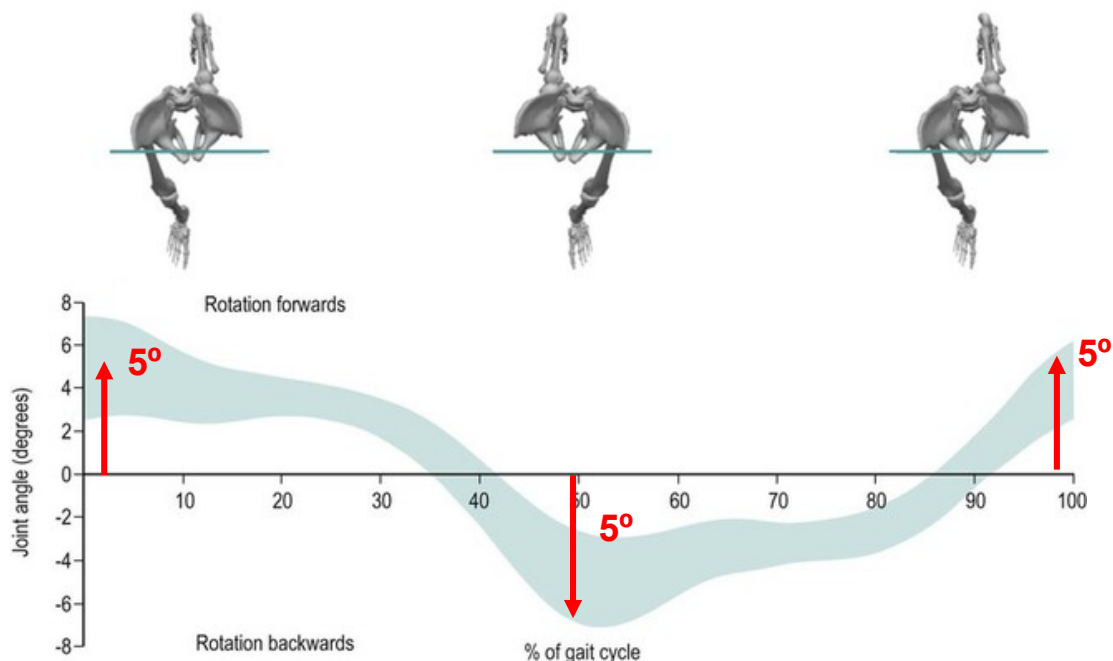 8
Rotation forwards
6
5º
5º
4
2
0
10
20
30
40
50
60
70
80
90
100
Joint angle (degrees)
-2
5º
-4
-6
Rotation backwards
% of gait cycle
-8